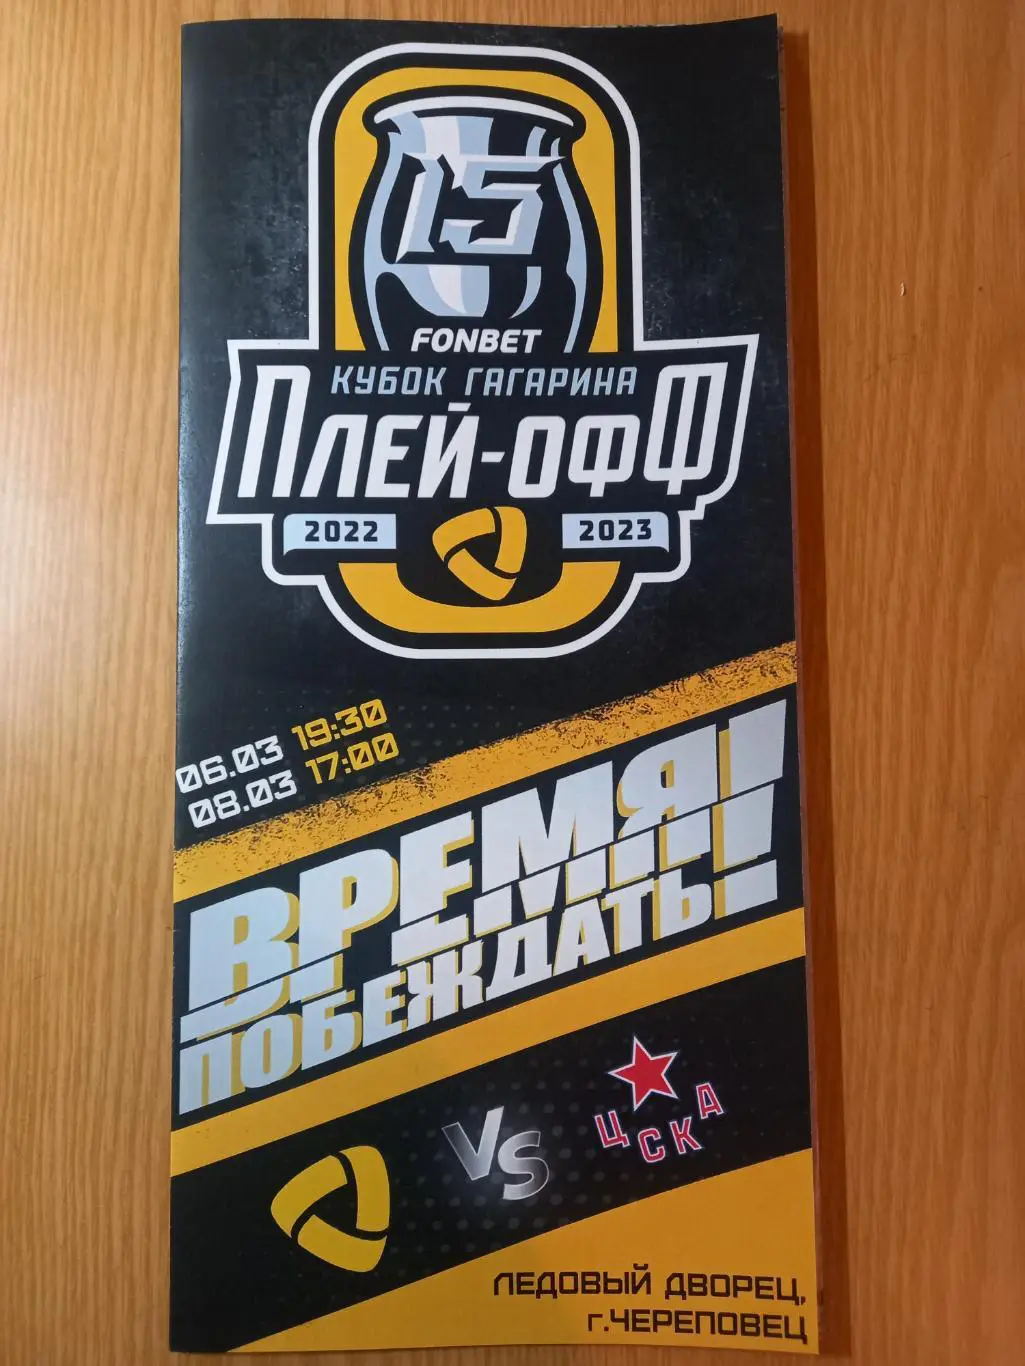 15
FONBET
КУБОК ГАГАРИНА
ПЛЕЙ-ОФФ
2022 2023
06.03 19:30
08.03 17:00
ВРЕМЯ
ПОБЕЖДАТЬ!
VS
ЦСКА
ЛЕДОВЫЙ ДВОРЕЦ,
г.ЧЕРЕПОВЕЦ